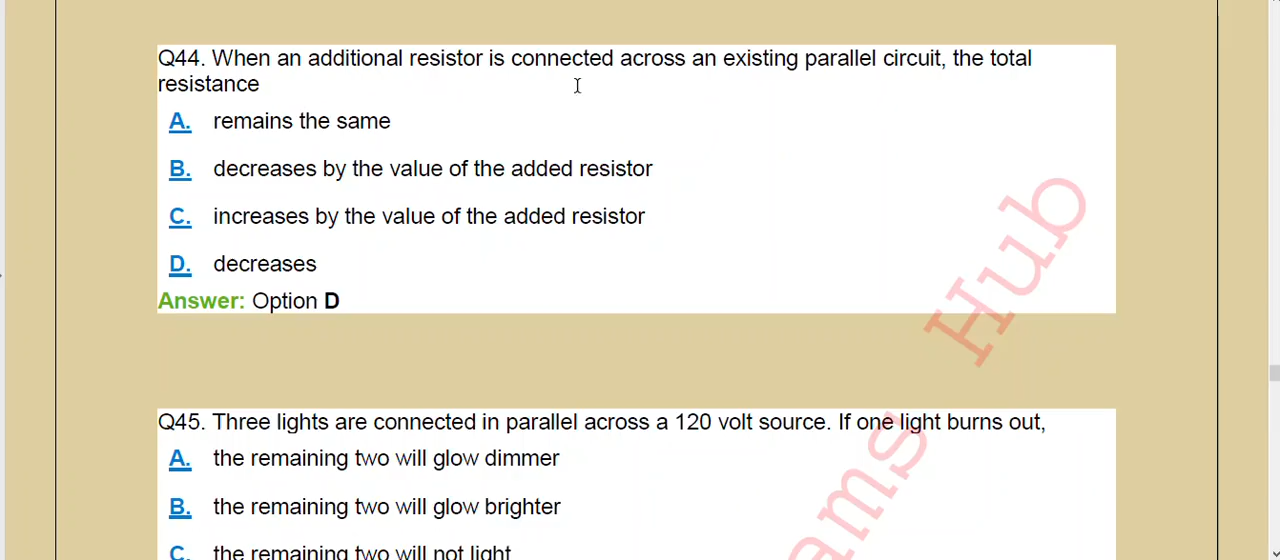 Q44. When an additional resistor is connected across an existing parallel circuit, the total
resistance
A. remains the same
B. decreases by the value of the added resistor
C. increases by the value of the added resistor
D. decreases
Answer: Option D
Hub
Q45. Three lights are connected in parallel across a 120 volt source. If one light burns out,
A. the remaining two will glow dimmer
ams
B. the remaining two will glow brighter
C. the remaining two will not light